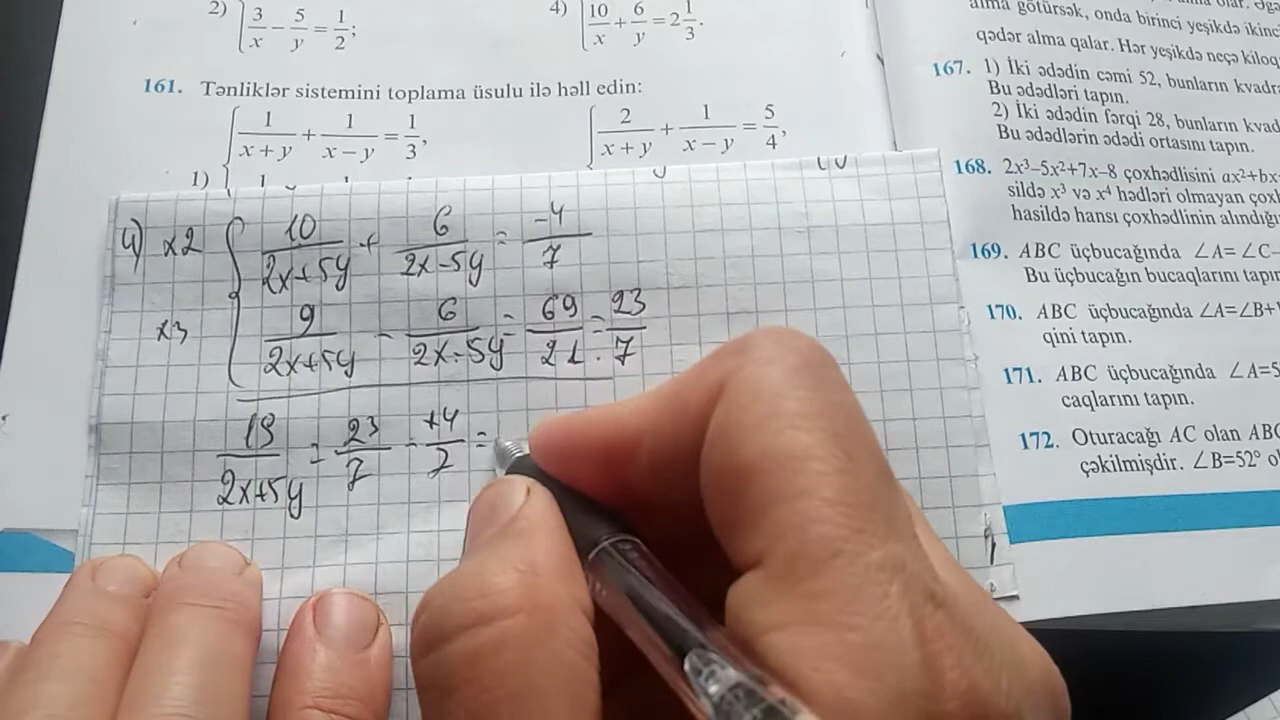 2) 3/x − 5/y = 1/2;
4) 10/x + 6/y = 2 1/3.
161. Tənliklər sistemini toplama üsulu ilə həll edin:
1) 1/(x+y) + 1/(x−y) = 1/3,
2/(x+y) + 1/(x−y) = 5/4,
4) x2 10/(2x+5y) + 6/(2x−5y) = −4/7
x3 9/(2x+5y) − 6/(2x−5y) = 69/21 = 23/7
19/(2x+5y) = 23/7 − +4/7 =
alma götürsək, onda birinci yeşikdə ikinc
qədər alma qalar. Hər yeşikdə neçə kiloq
167. 1) İki ədədin cəmi 52, bunların kvadra
Bu ədədləri tapın.
2) İki ədədin fərqi 28, bunların kvad
Bu ədədlərin ədədi ortasını tapın.
168. 2x³−5x²+7x−8 çoxhədlisini ax²+bx
sildə x³ və x⁴ hədləri olmayan çox
hasildə hansı çoxhədlinin alındığı
169. ABC üçbucağında ∠A=∠C−
Bu üçbucağın bucaqlarını tapın
170. ABC üçbucağında ∠A=∠B+
qini tapın.
171. ABC üçbucağında ∠A=5
caqlarını tapın.
172. Oturacağı AC olan ABC
çəkilmişdir. ∠B=52° ol